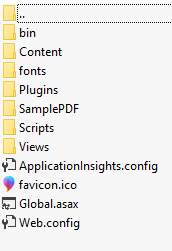 ..
bin
Content
fonts
Plugins
SamplePDF
Scripts
Views
ApplicationInsights.config
favicon.ico
Global.asax
Web.config